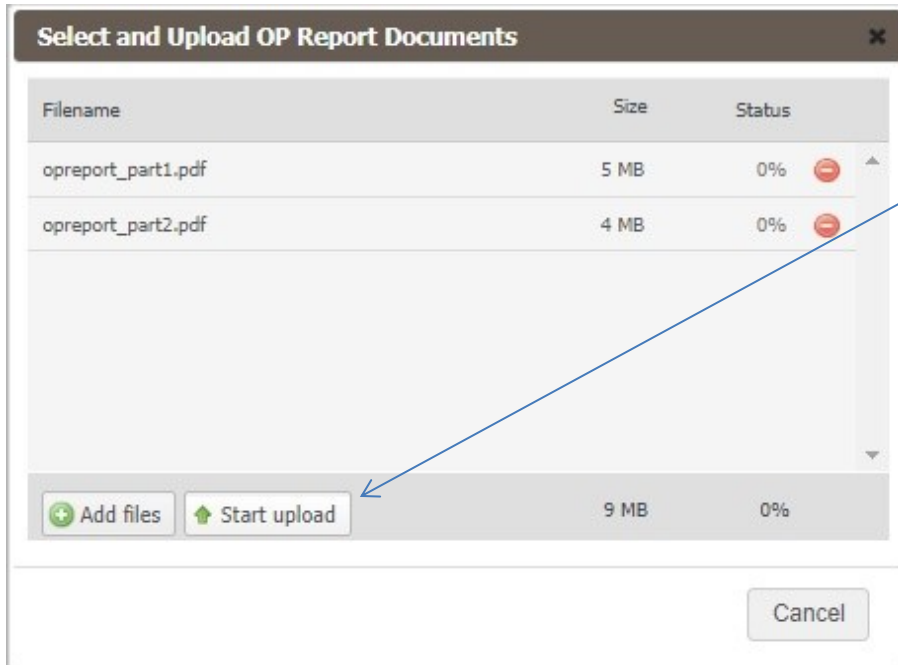 Select and Upload OP Report Documents
Filename Size Status
opreport_part1.pdf 5 MB 0%
opreport_part2.pdf 4 MB 0%
Add files Start upload 9 MB 0%
Cancel